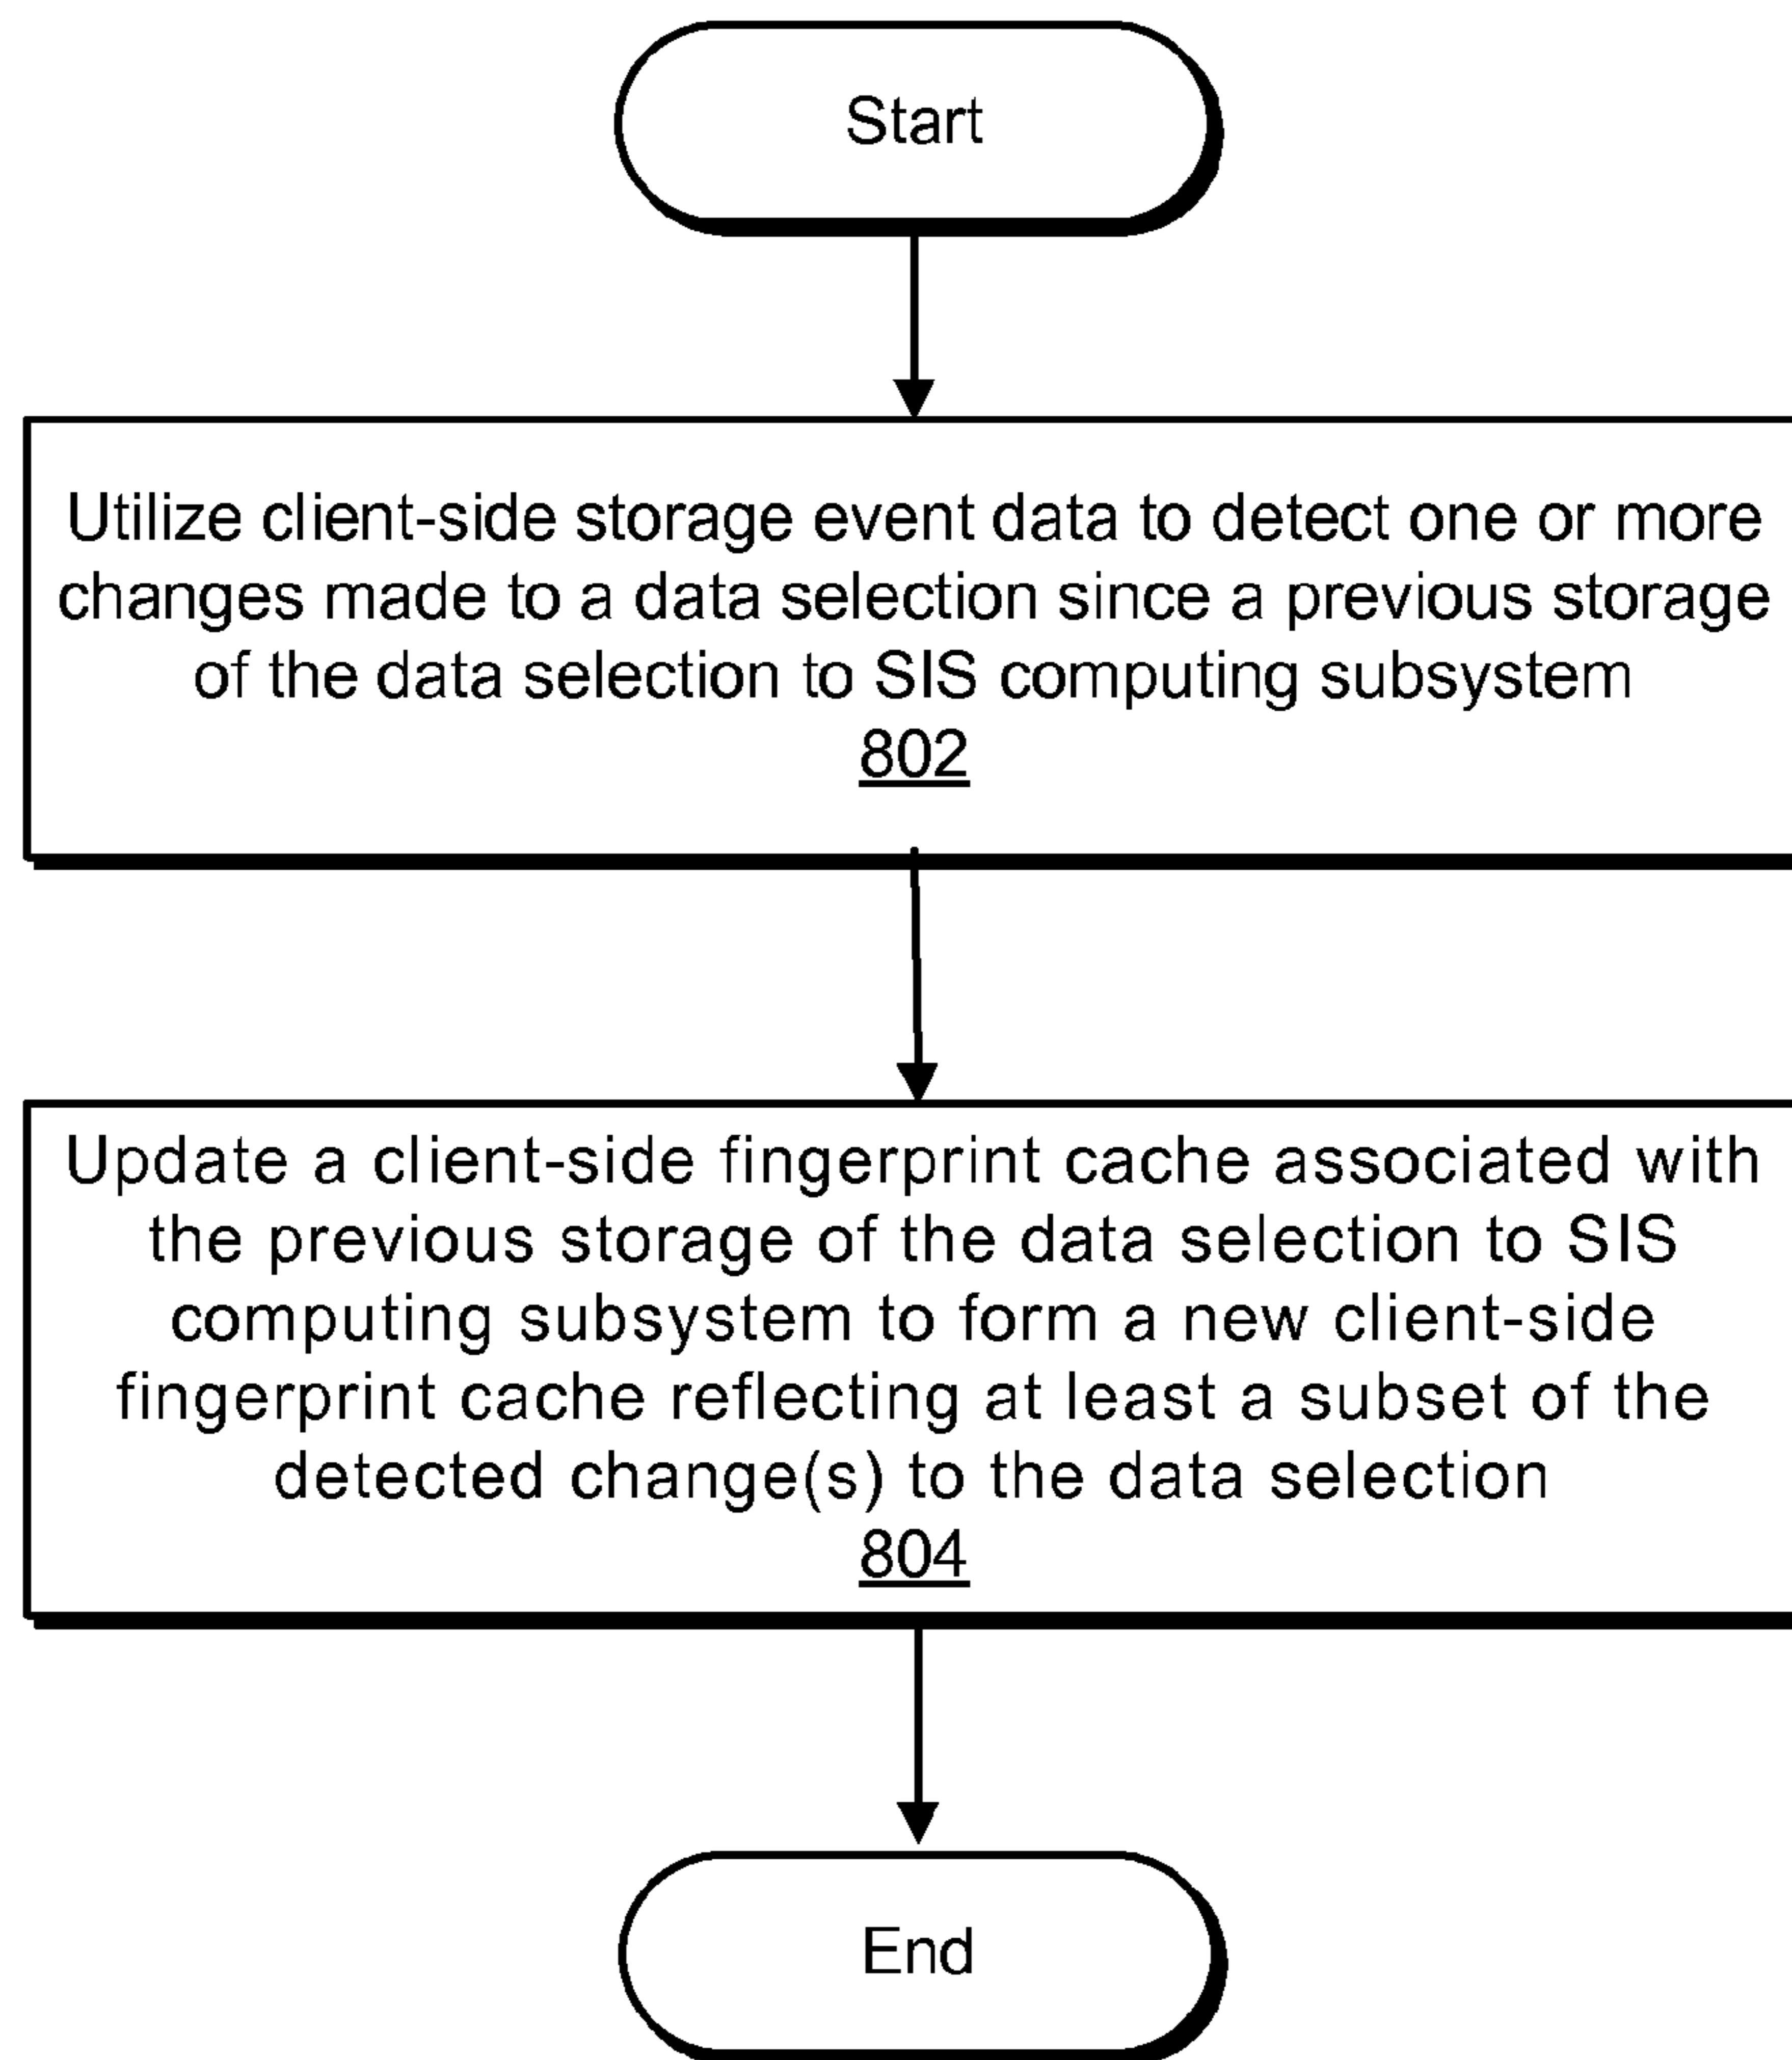 Start
Utilize client-side storage event data to detect one or more
changes made to a data selection since a previous storage
of the data selection to SIS computing subsystem
802
Update a client-side fingerprint cache associated with
the previous storage of the data selection to SIS
computing subsystem to form a new client-side
fingerprint cache reflecting at least a subset of the
detected change(s) to the data selection
804
End